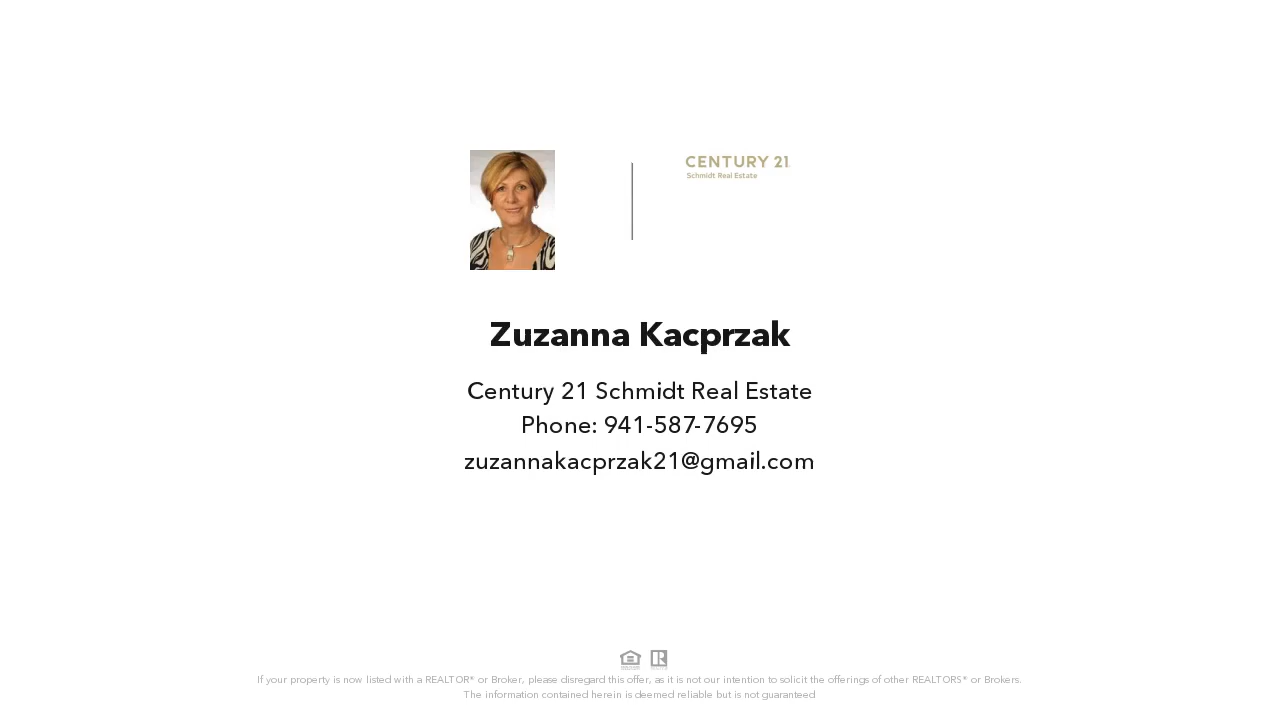 CENTURY 21
Schmidt Real Estate
Zuzanna Kacprzak
Century 21 Schmidt Real Estate
Phone: 941-587-7695
zuzannakacprzak21@gmail.com
If your property is now listed with a REALTOR® or Broker, please disregard this offer, as it is not our intention to solicit the offerings of other REALTORS® or Brokers.
The information contained herein is deemed reliable but is not guaranteed